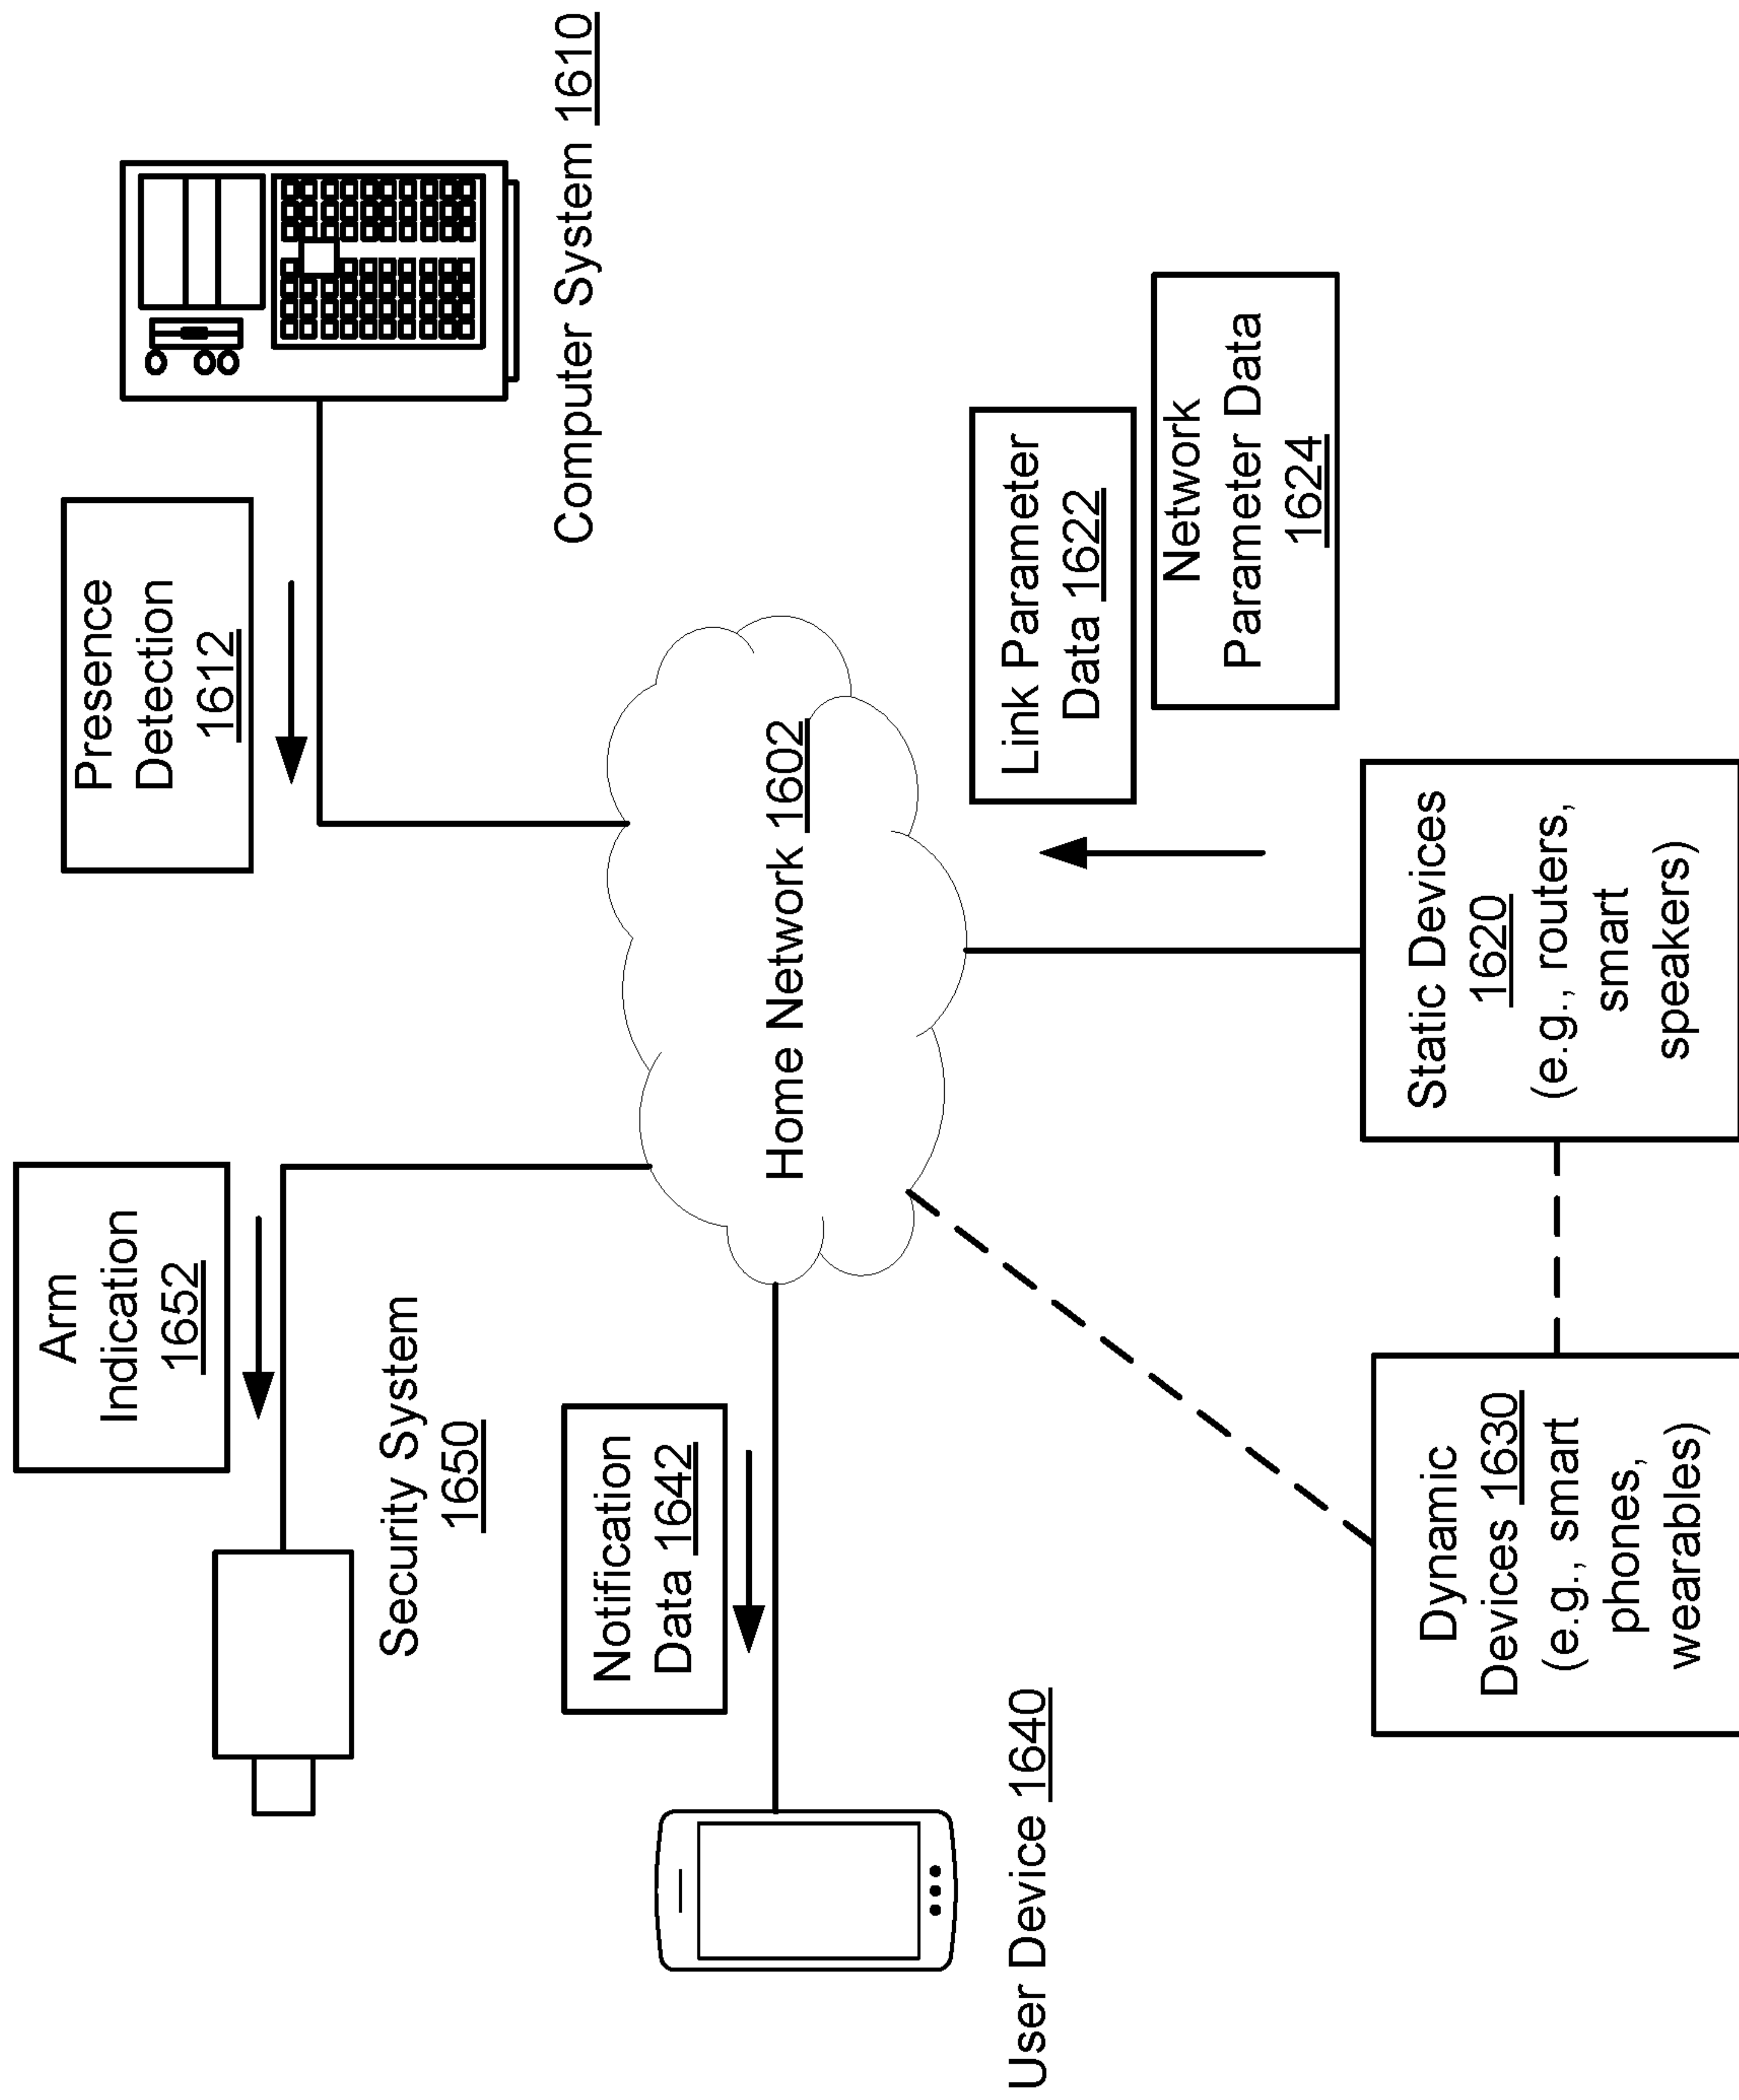 Arm
Indication
1652
Security System
1650
Presence
Detection
1612
Computer System 1610
Notification
Data 1642
User Device 1640
Home Network 1602
Link Parameter
Data 1622
Network
Parameter Data
1624
Dynamic
Devices 1630
(e.g., smart
phones,
wearables)
Static Devices
1620
(e.g., routers,
smart
speakers)